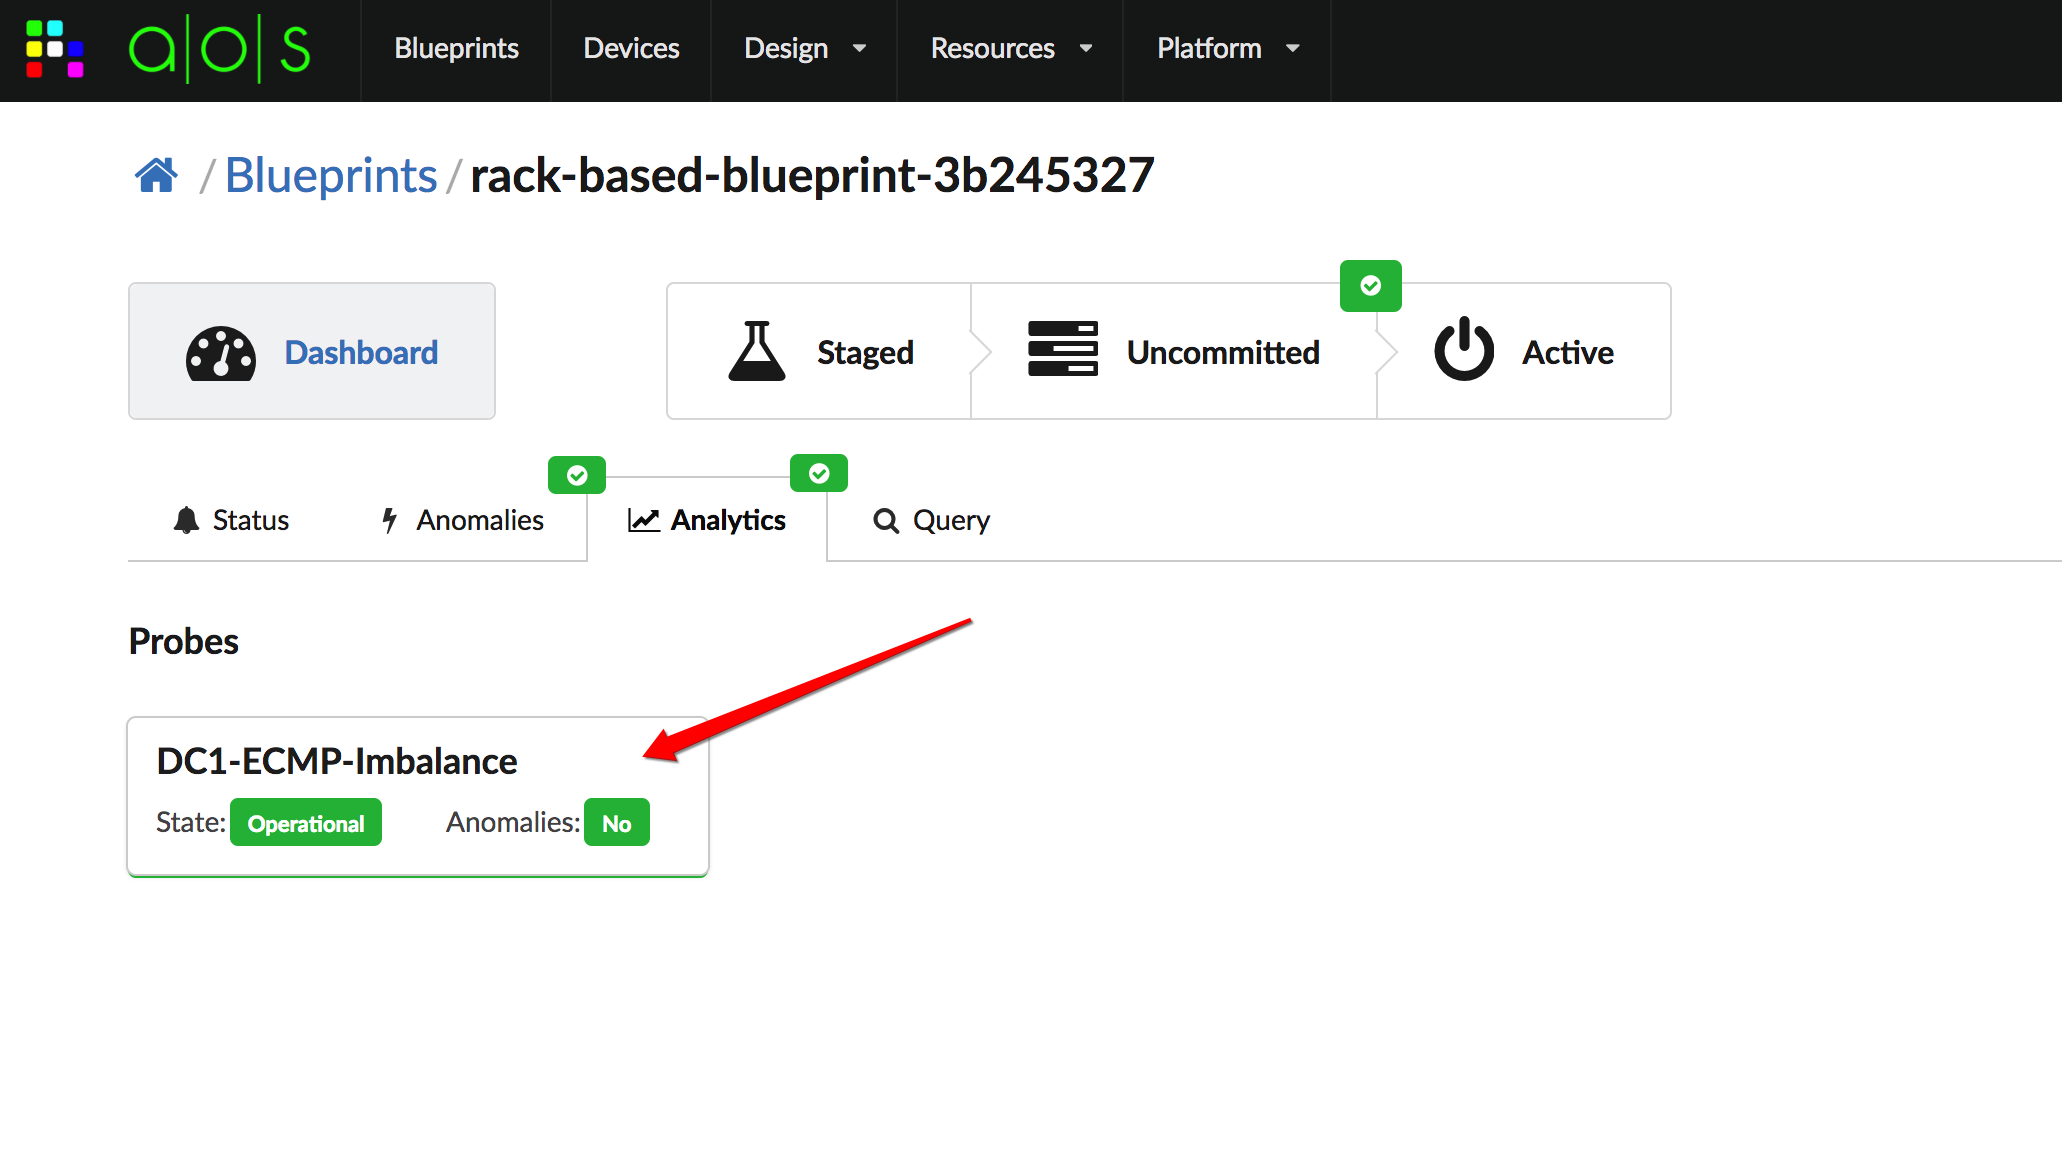 a|o|s Blueprints Devices Design Resources Platform
/ Blueprints / rack-based-blueprint-3b245327
Dashboard Staged Uncommitted Active
Status Anomalies Analytics Query
Probes
DC1-ECMP-Imbalance
State: Operational Anomalies: No